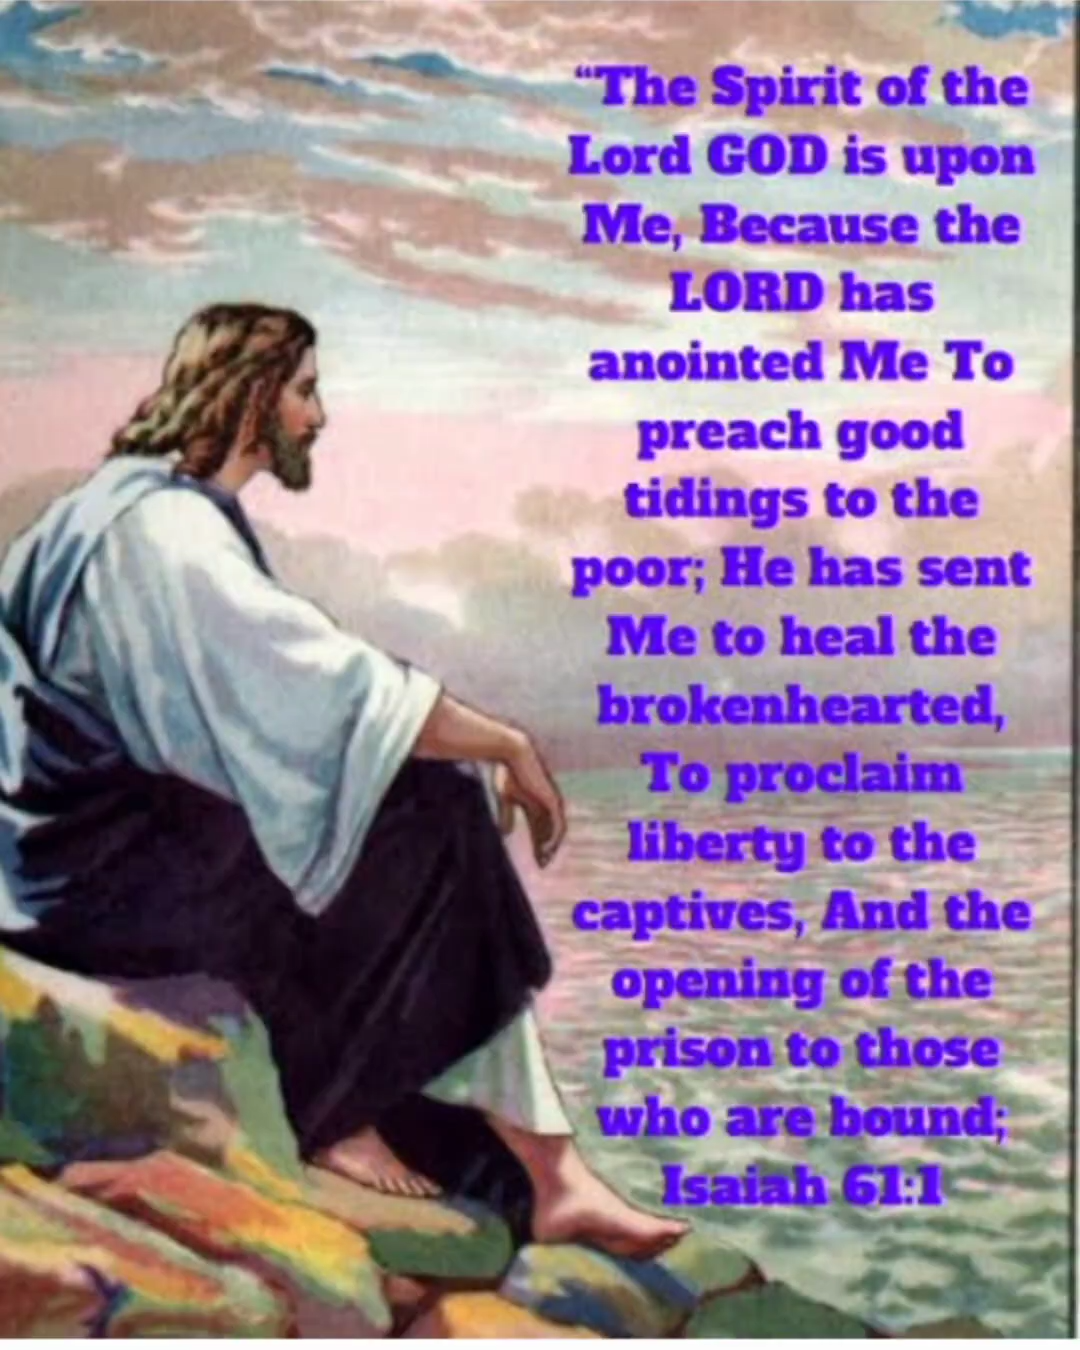 “The Spirit of the
Lord GOD is upon
Me, Because the
LORD has
anointed Me To
preach good
tidings to the
poor; He has sent
Me to heal the
brokenhearted,
To proclaim
liberty to the
captives, And the
opening of the
prison to those
who are bound;
Isaiah 61:1